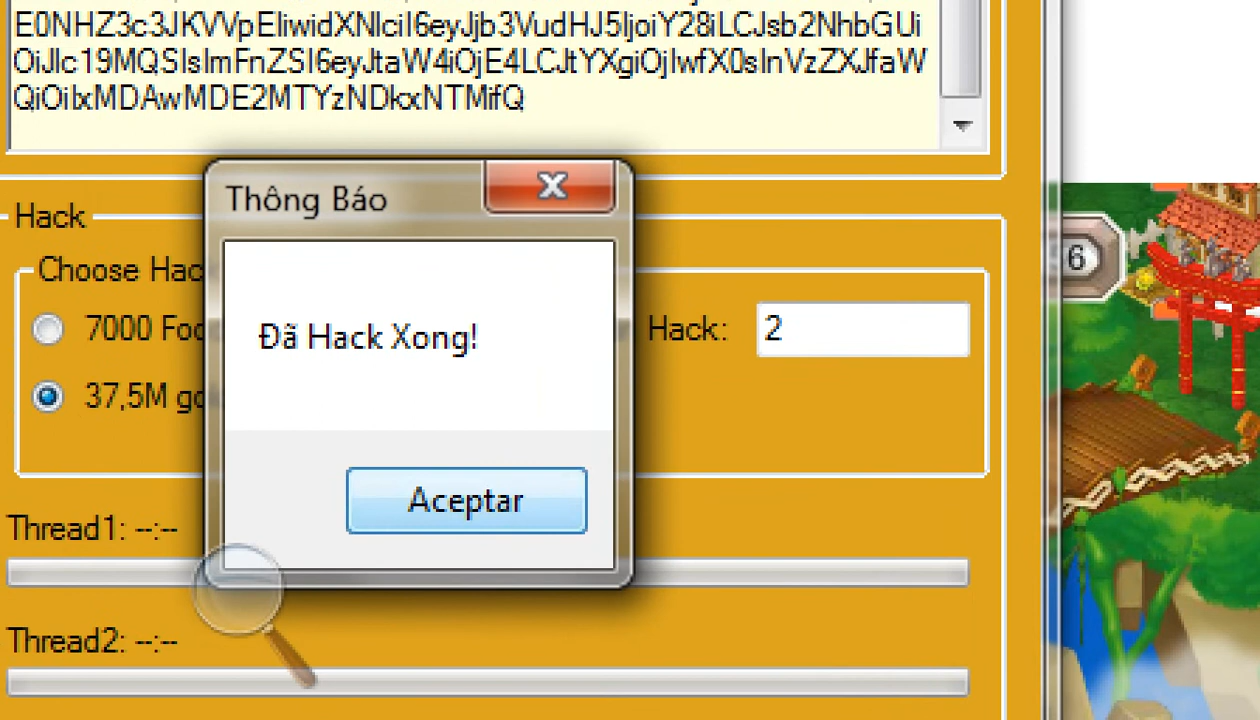 E0NHZ3c3JKVVpEliwidXNlciI6eyJjb3VudHJ5IjoiY28iLCJsb2NhbGUi
OiJlc19MQSIsImFnZSI6eyJtaW4iOjE4LCJtYXgiOjIwfX0sInVzZXJfaW
QiOiIxMDAwMDE2MTYzNDkxNTMifQ
Thông Báo
Hack
Choose Hac
7000 Foo
Đã Hack Xong!
Hack: 2
6
37,5M go
Aceptar
Thread1: --:--
Thread2: --:--